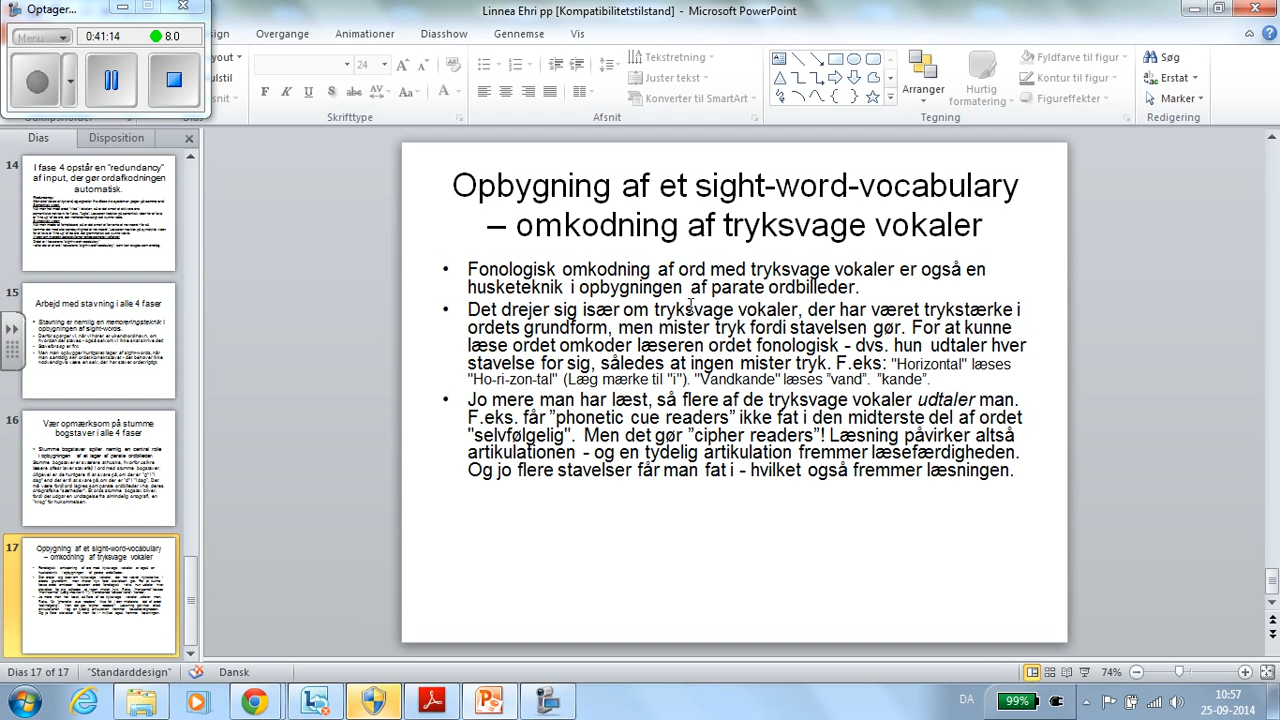 Optager...
Linnea Ehri pp [Kompatibilitetstilstand] - Microsoft PowerPoint
Menu
0:41:14
8.0
sign
Overgange
Animationer
Diasshow
Gennemse
Vis
Tekstretning
Juster tekst
Konverter til SmartArt
24
Arranger
Hurtig
formatering
Fyldfarve til figur
Kontur til figur
Figureffekter
Søg
Erstat
Marker
Skrifttype
Afsnit
Tegning
Redigering
Dias
Disposition
14
I fase 4 opstår en "redundancy"
af input, der gør ordafkodningen
automatisk.
15
Arbejd med stavning i alle 4 faser
16
Vær opmærksom på stumme
bogstaver i alle 4 faser
17
Opbygning af et sight-word-vocabulary
– omkodning af tryksvage vokaler
Opbygning af et sight-word-vocabulary
– omkodning af tryksvage vokaler
• Fonologisk omkodning af ord med tryksvage vokaler er også en
husketeknik i opbygningen af parate ordbilleder.
• Det drejer sig især om tryksvage vokaler, der har været trykstærke i
ordets grundform, men mister tryk fordi stavelsen gør. For at kunne
læse ordet omkoder læseren ordet fonologisk - dvs. hun udtaler hver
stavelse for sig, således at ingen mister tryk. F.eks: "Horizontal" læses
"Ho-ri-zon-tal" (Læg mærke til "i"). "Vandkande" læses "vand". "kande".
• Jo mere man har læst, så flere af de tryksvage vokaler udtaler man.
F.eks. får "phonetic cue readers" ikke fat i den midterste del af ordet
"selvfølgelig". Men det gør "cipher readers"! Læsning påvirker altså
artikulationen - og en tydelig artikulation fremmer læsefærdigheden.
Og jo flere stavelser får man fat i - hvilket også fremmer læsningen.
Dias 17 of 17
"Standarddesign"
Dansk
74%
DA
99%
10:57
25-09-2014